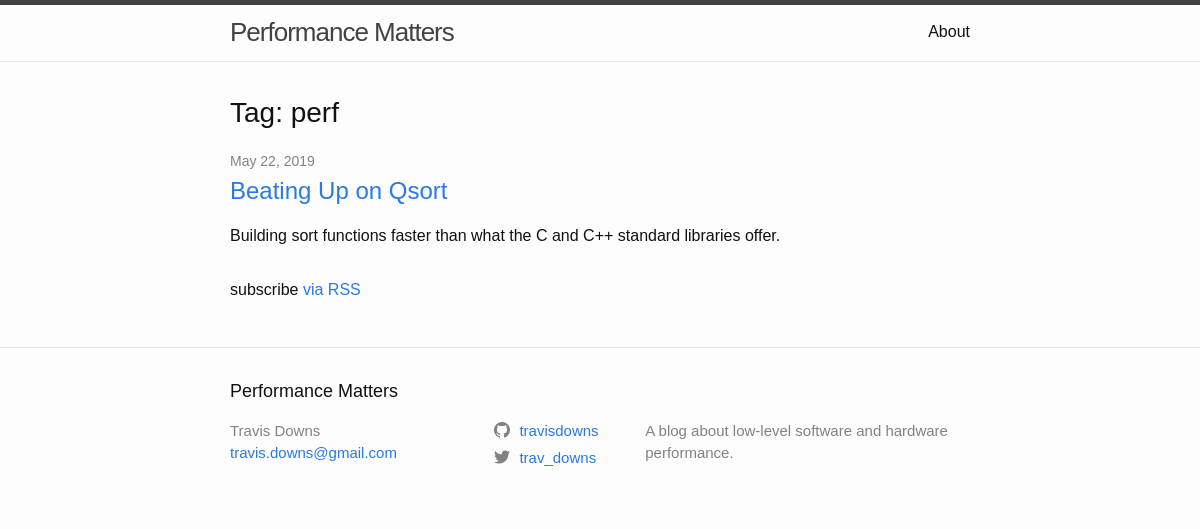 Performance Matters
About
Tag: perf
May 22, 2019
Beating Up on Qsort
Building sort functions faster than what the C and C++ standard libraries offer.
subscribe via RSS
Performance Matters
Travis Downs
travis.downs@gmail.com
travisdowns
trav_downs
A blog about low-level software and hardware
performance.